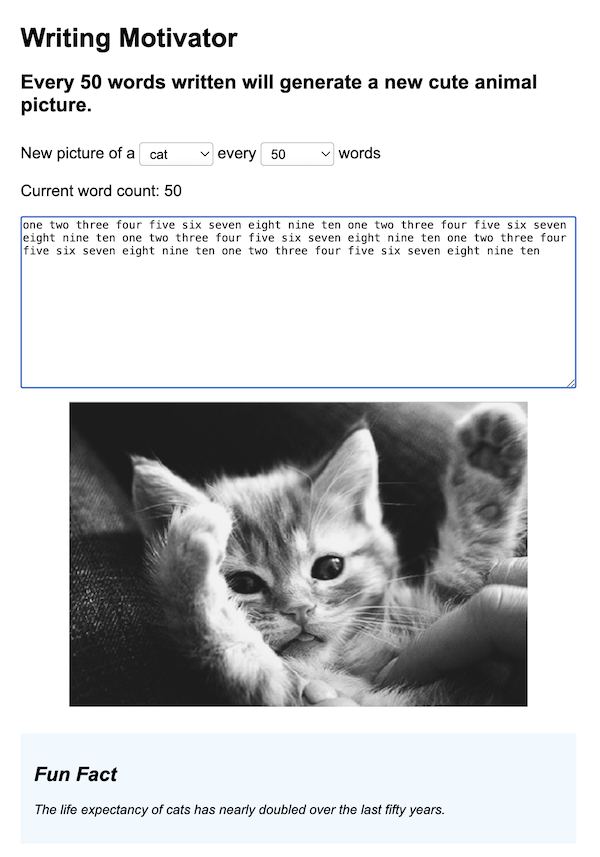 Writing Motivator
Every 50 words written will generate a new cute animal
picture.
New picture of a cat every 50 words
Current word count: 50
one two three four five six seven eight nine ten one two three four five six seven
eight nine ten one two three four five six seven eight nine ten one two three four
five six seven eight nine ten one two three four five six seven eight nine ten
Fun Fact
The life expectancy of cats has nearly doubled over the last fifty years.